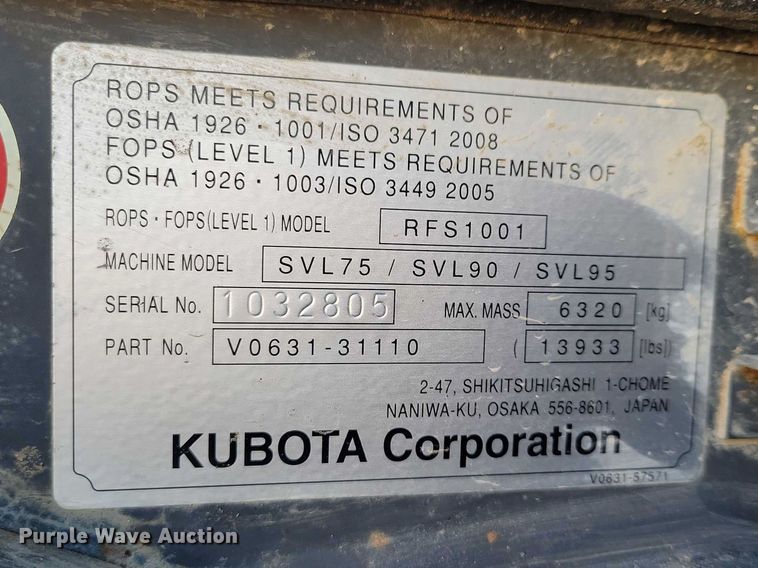 ROPS MEETS REQUIREMENTS OF
OSHA 1926 · 1001/ISO 3471 2008
FOPS (LEVEL 1) MEETS REQUIREMENTS OF
OSHA 1926 · 1003/ISO 3449 2005
ROPS · FOPS(LEVEL 1) MODEL RFS1001
MACHINE MODEL SVL75 / SVL90 / SVL95
SERIAL No. 1032805 MAX. MASS 6320 [kg]
PART No. V0631-31110 ( 13933 [lbs])
2-47, SHIKITSUHIGASHI 1-CHOME
NANIWA-KU, OSAKA 556-8601, JAPAN
KUBOTA Corporation
V0631-57571
Purple Wave Auction